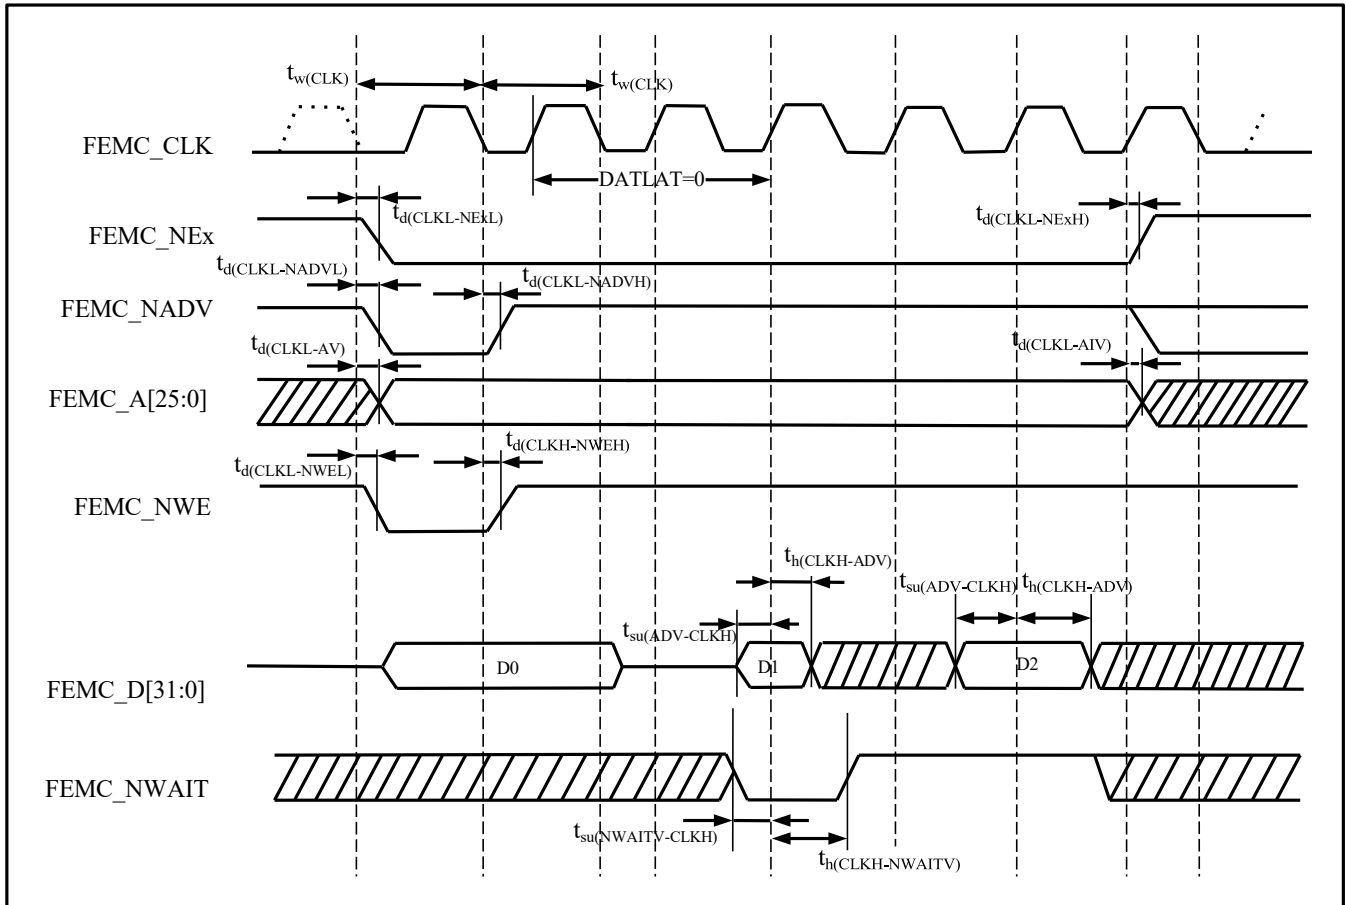 tw(CLK)
tw(CLK)
FEMC_CLK
DATLAT=0
td(CLKL-NExL)
td(CLKL-NExH)
FEMC_NEx
td(CLKL-NADVL)
td(CLKL-NADVH)
FEMC_NADV
td(CLKL-AV)
td(CLKL-AIV)
FEMC_A[25:0]
td(CLKH-NWEH)
td(CLKL-NWEL)
FEMC_NWE
th(CLKH-ADV)
tsu(ADV-CLKH)
th(CLKH-ADV)
tsu(ADV-CLKH)
D0
D1
D2
FEMC_D[31:0]
FEMC_NWAIT
tsu(NWAITV-CLKH)
th(CLKH-NWAITV)